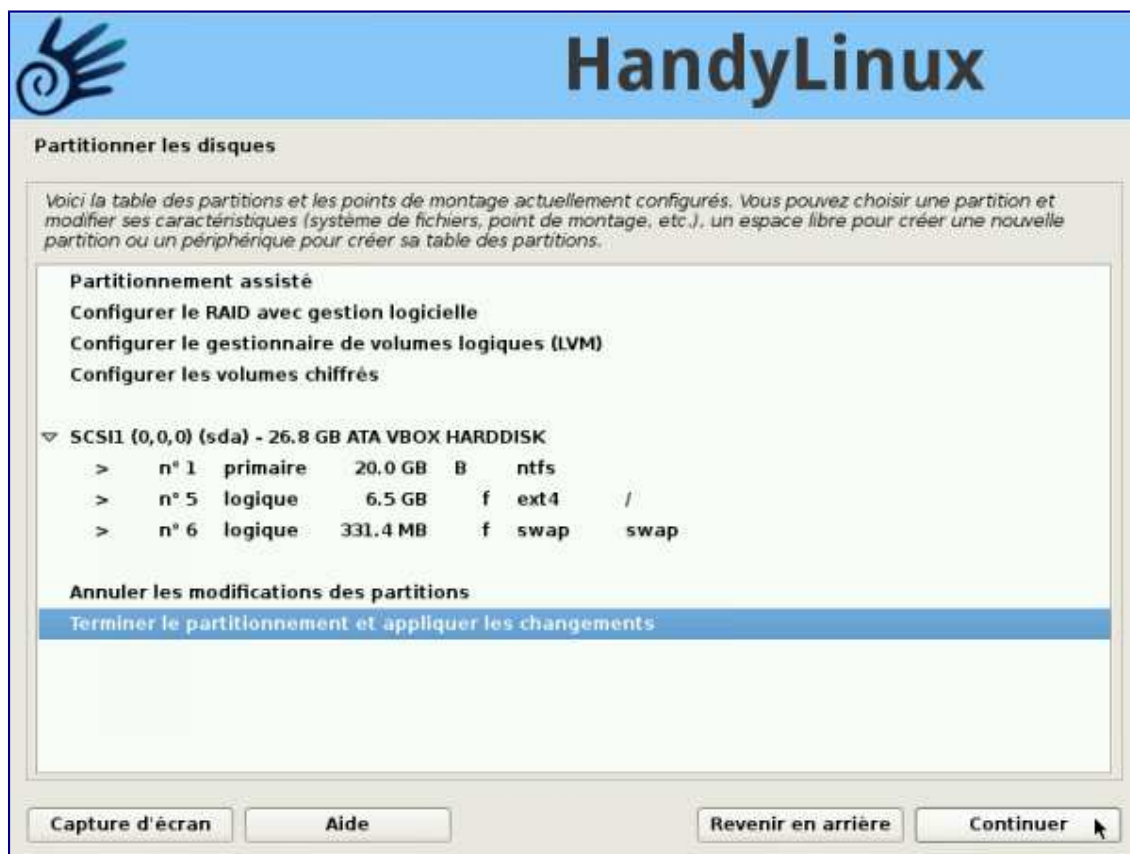 HandyLinux
Partitionner les disques
Voici la table des partitions et les points de montage actuellement configurés. Vous pouvez choisir une partition et
modifier ses caractéristiques (système de fichiers, point de montage, etc.), un espace libre pour créer une nouvelle
partition ou un périphérique pour créer sa table des partitions.
Partitionnement assisté
Configurer le RAID avec gestion logicielle
Configurer le gestionnaire de volumes logiques (LVM)
Configurer les volumes chiffrés
SCSI1 (0,0,0) (sda) - 26.8 GB ATA VBOX HARDDISK
> n° 1 primaire 20.0 GB B ntfs
> n° 5 logique 6.5 GB f ext4 /
> n° 6 logique 331.4 MB f swap swap
Annuler les modifications des partitions
Terminer le partitionnement et appliquer les changements
Capture d'écran Aide Revenir en arrière Continuer